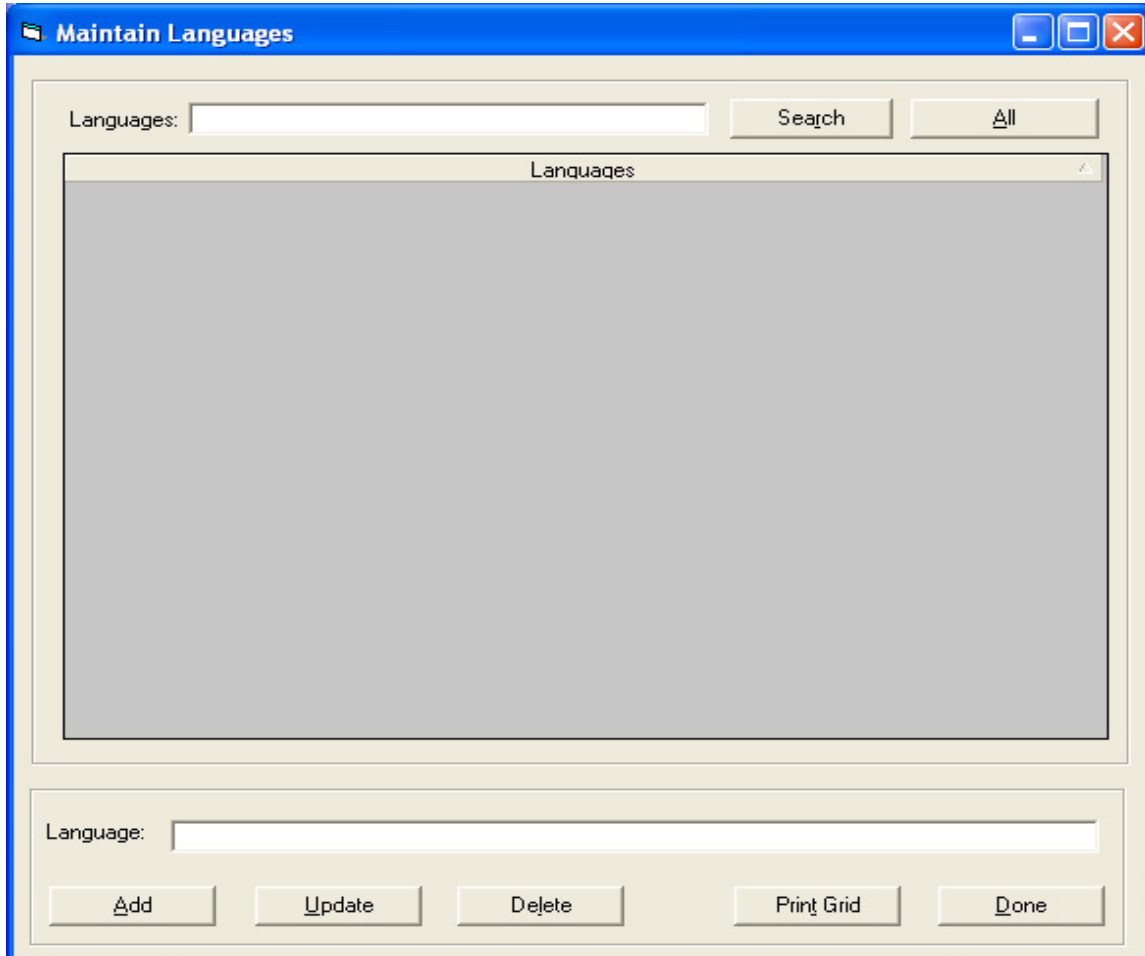 Maintain Languages
Languages: Search All
Languages
Language:
Add Update Delete Print Grid Done